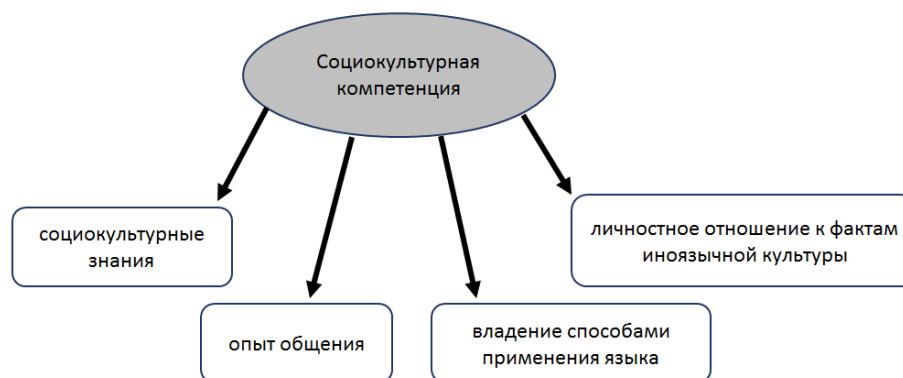 Социокультурная
компетенция
социокультурные
знания
личностное отношение к фактам
иноязычной культуры
опыт общения
владение способами
применения языка